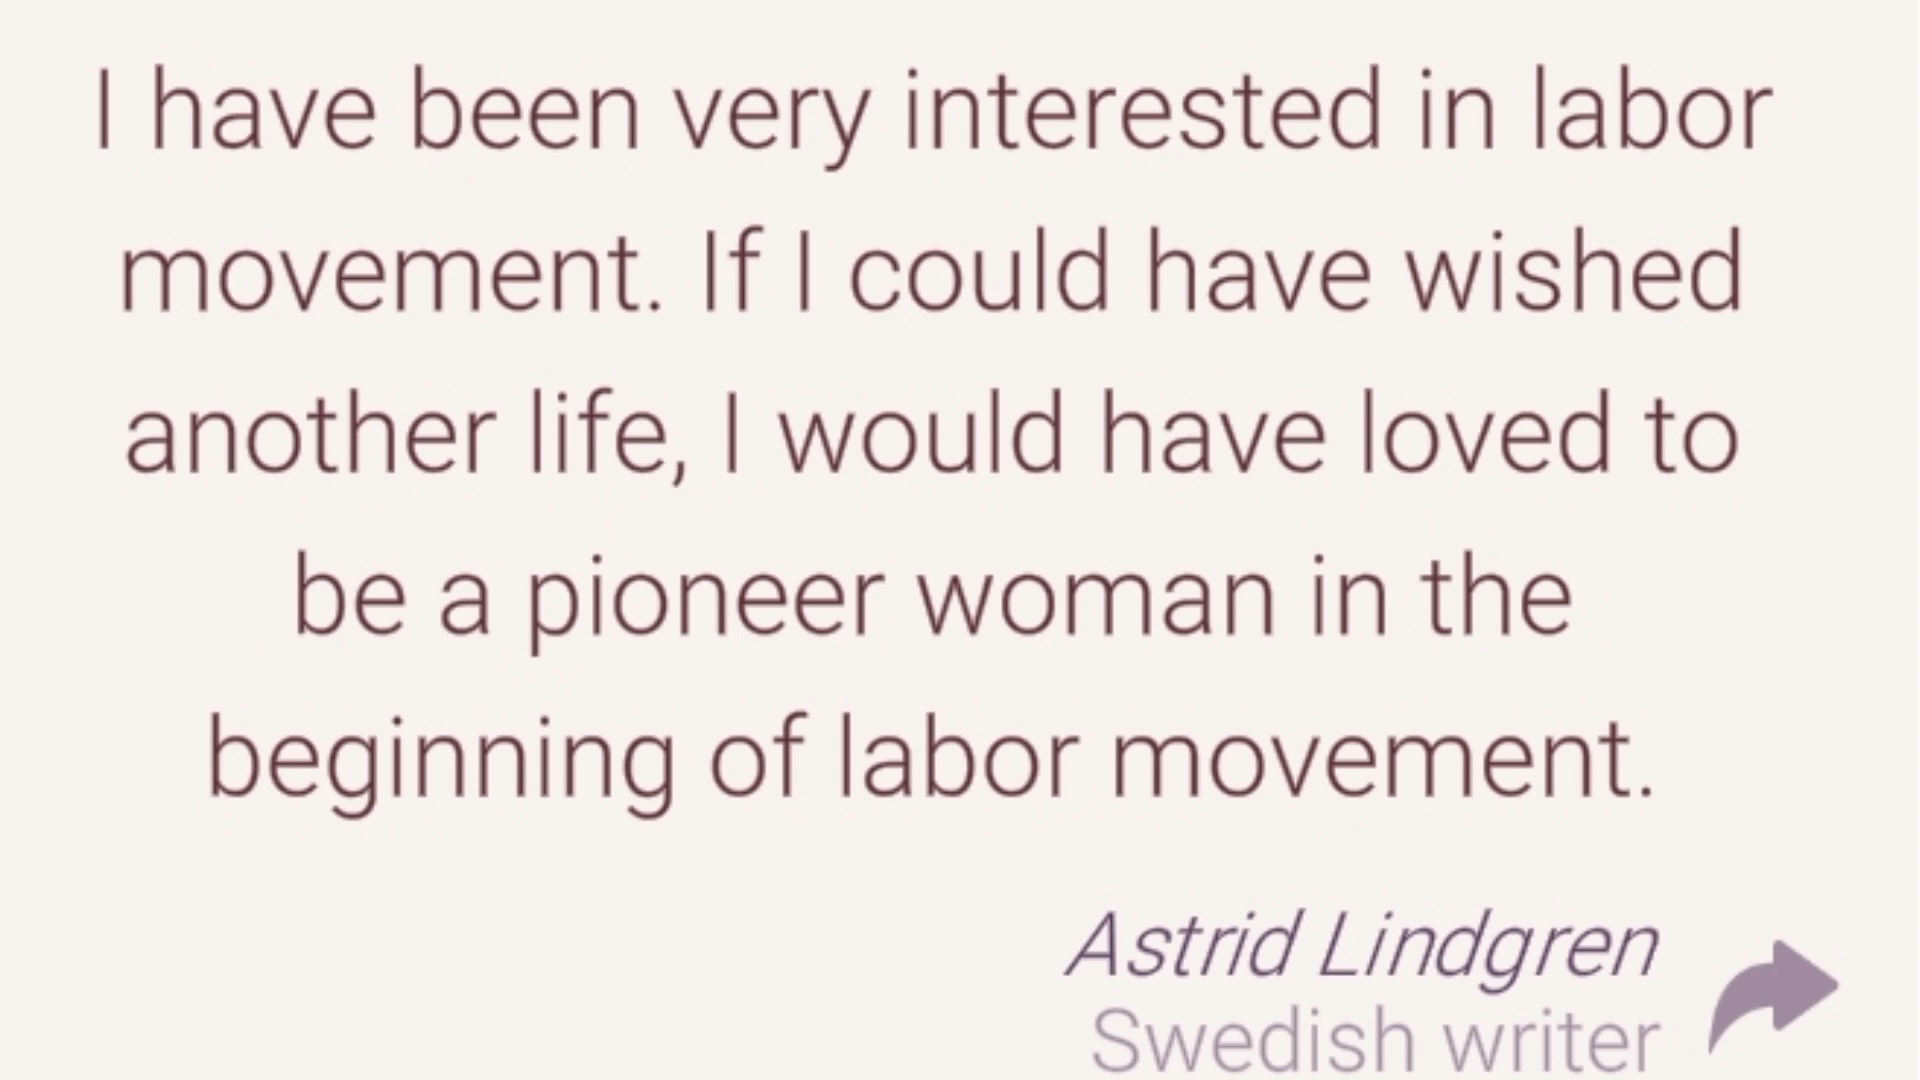 I have been very interested in labor
movement. If I could have wished
another life, I would have loved to
be a pioneer woman in the
beginning of labor movement.
Astrid Lindgren
Swedish writer